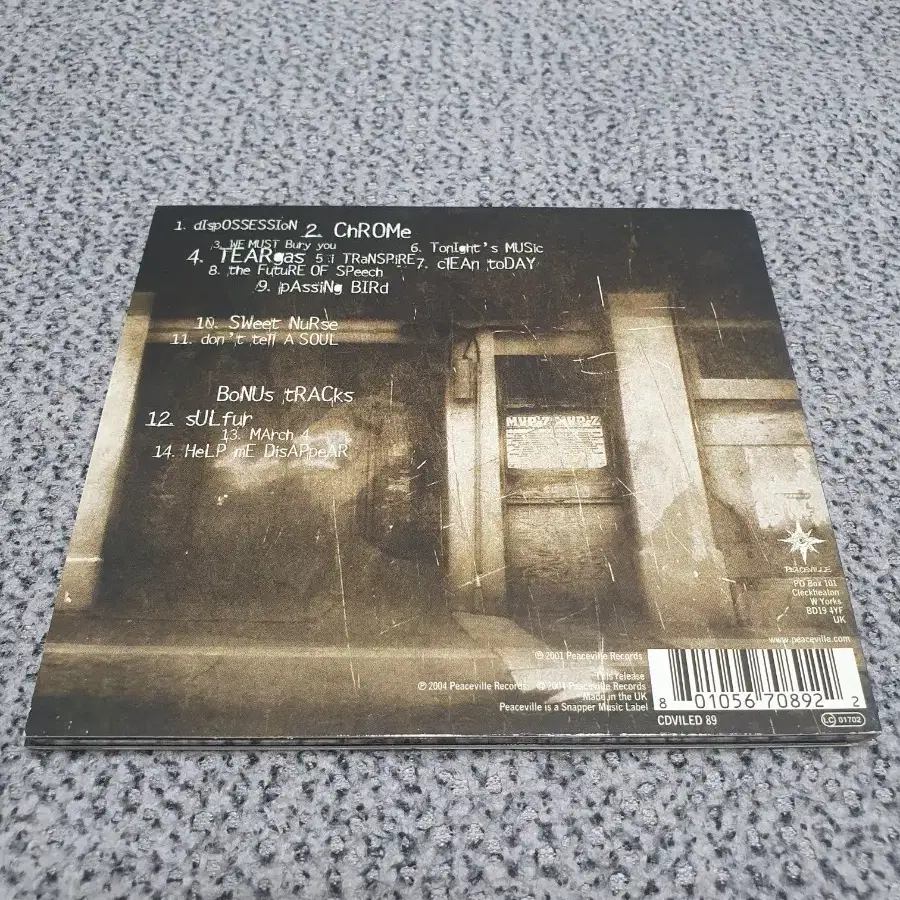 1. dIspOSSESSIoN 2. ChROMe
3. WE MUST Bury you
4. TEARgas 5. i TRaNSPiRE
6. TonIght's MUSic
7. clEAn toDAY
8. the FutuRE OF SPeech
9. pAssiNg BIRd
10. SWeet NuRse
11. don't tell A SOUL
BoNUs tRACks
12. sULfur
13. MArch 4
14. HeLP mE DisAPpeAR
PEACEVILLE
PO Box 101
Cleckheaton
W Yorks
BD19 4YF
UK
www.peaceville.com
℗ 2001 Peaceville Records
This release
℗ 2004 Peaceville Records © 2004 Peaceville Records
Made in the UK
Peaceville is a Snapper Music Label
8 01056 70892 2
CDVILED 89
LC 01702